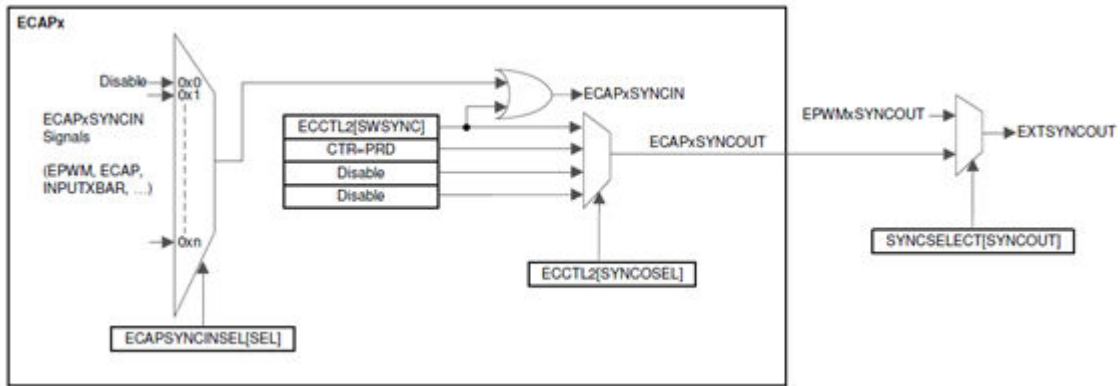 ECAPx
Disable
0x0
0x1
ECAPxSYNCIN
Signals
(EPWM, ECAP,
INPUTXBAR, ...)
0xn
ECAPSYNCINSEL[SEL]
ECCTL2[SWSYNC]
CTR=PRD
Disable
Disable
ECAPxSYNCIN
ECAPxSYNCOUT
ECCTL2[SYNCOSEL]
EPWMxSYNCOUT
EXTSYNCOUT
SYNCSELECT[SYNCOUT]